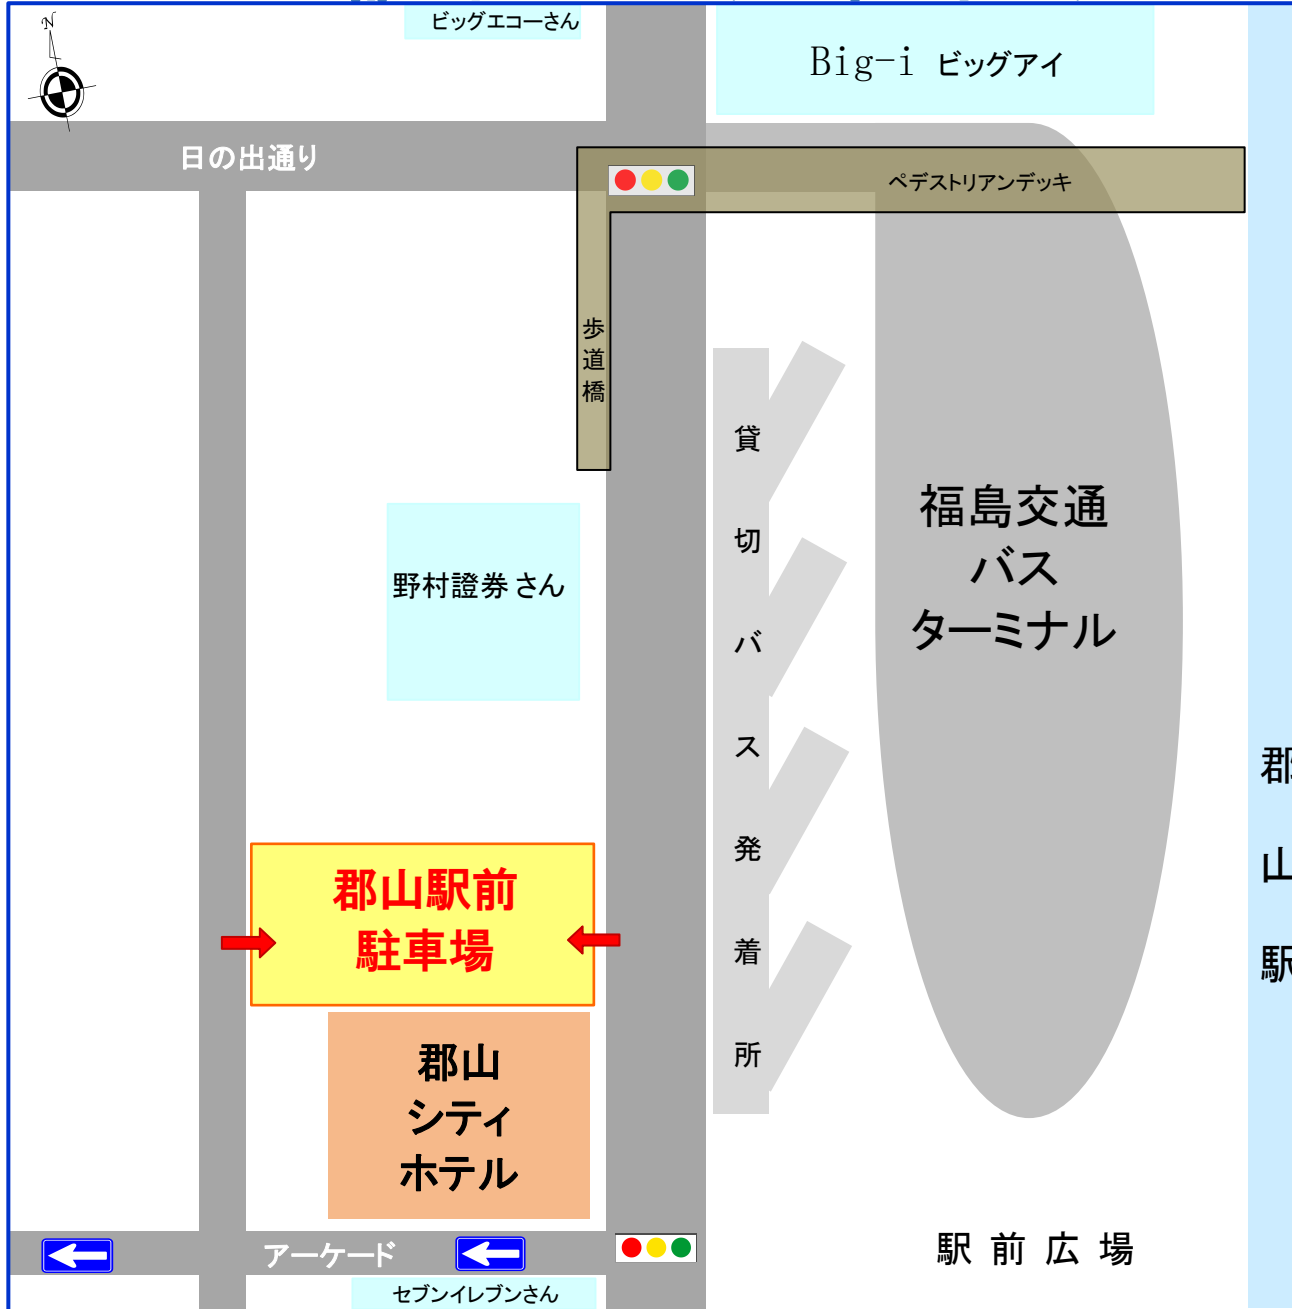 N
ビッグエコーさん
Big-i ビッグアイ
日の出通り
ペデストリアンデッキ
歩道橋
貸切バス発着所
福島交通
バス
ターミナル
野村證券さん
郡山駅
郡山駅前
駐車場
郡山
シティ
ホテル
アーケード
駅前広場
セブンイレブンさん